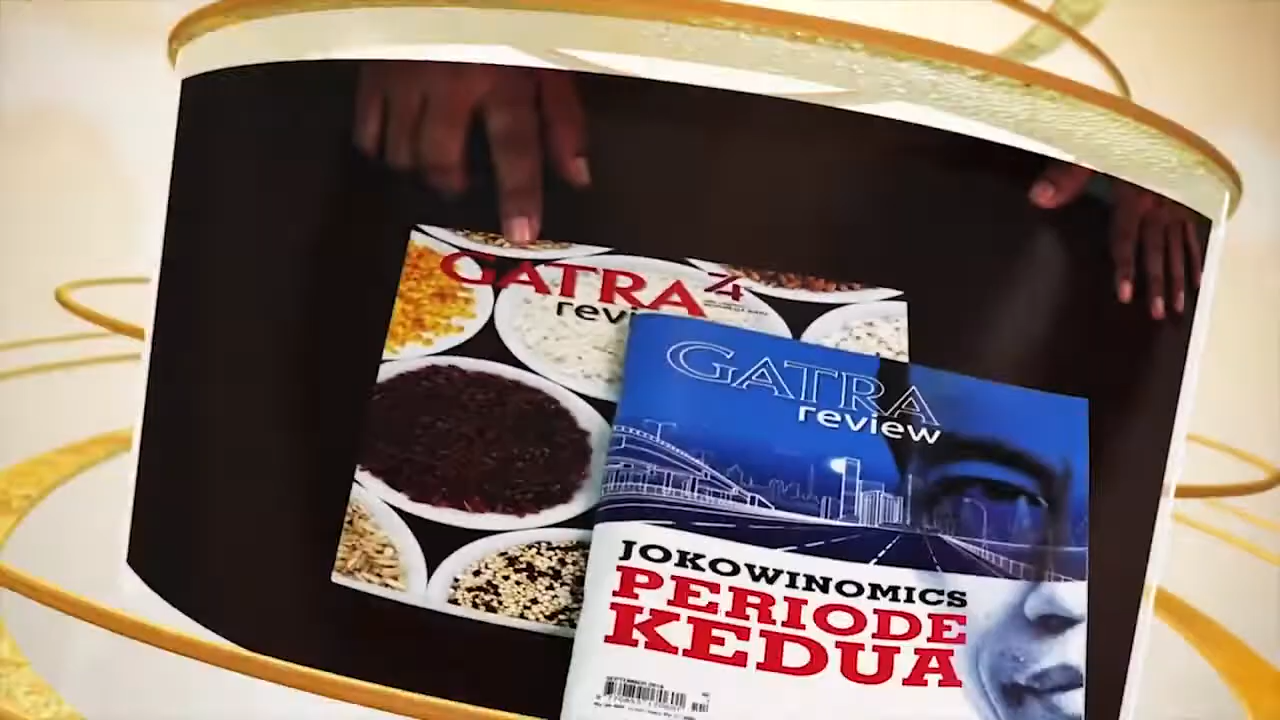 GATRA
review
GATRA
review
JOKOWINOMICS
PERIODE
KEDUA